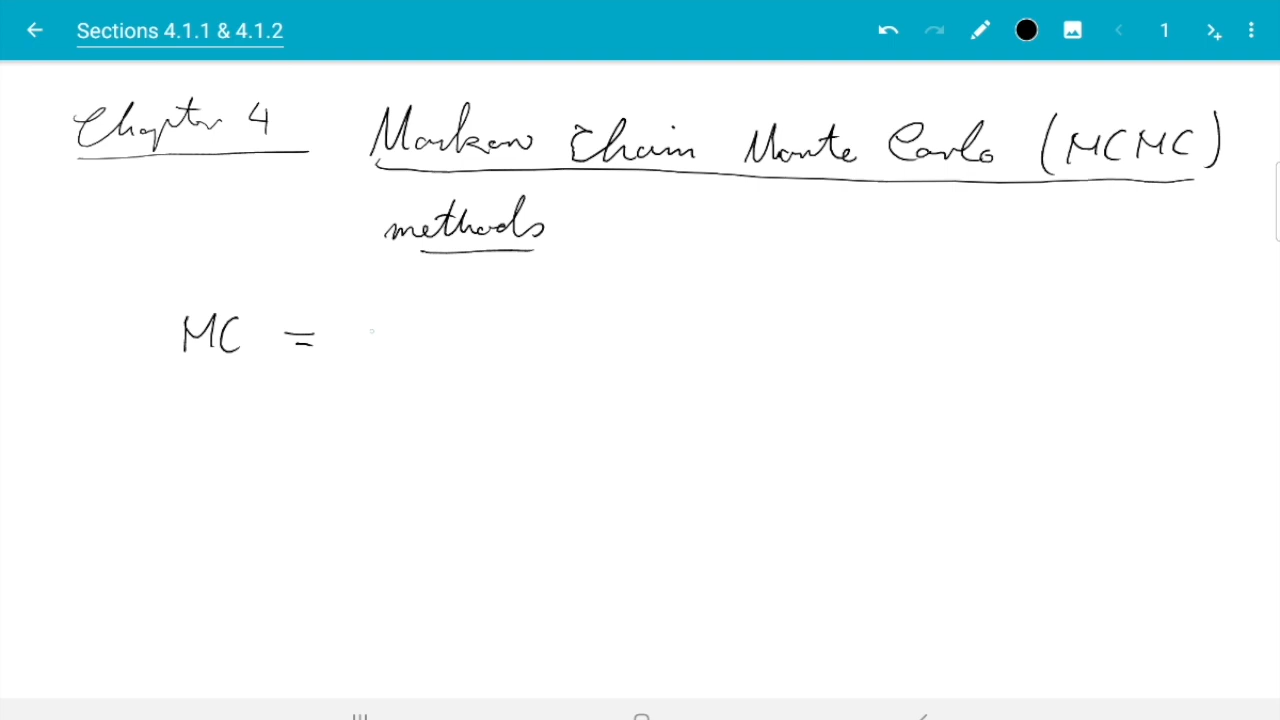 Sections 4.1.1 & 4.1.2
1
Chapter 4 Markov Chain Monte Carlo (MCMC)
methods
MC =